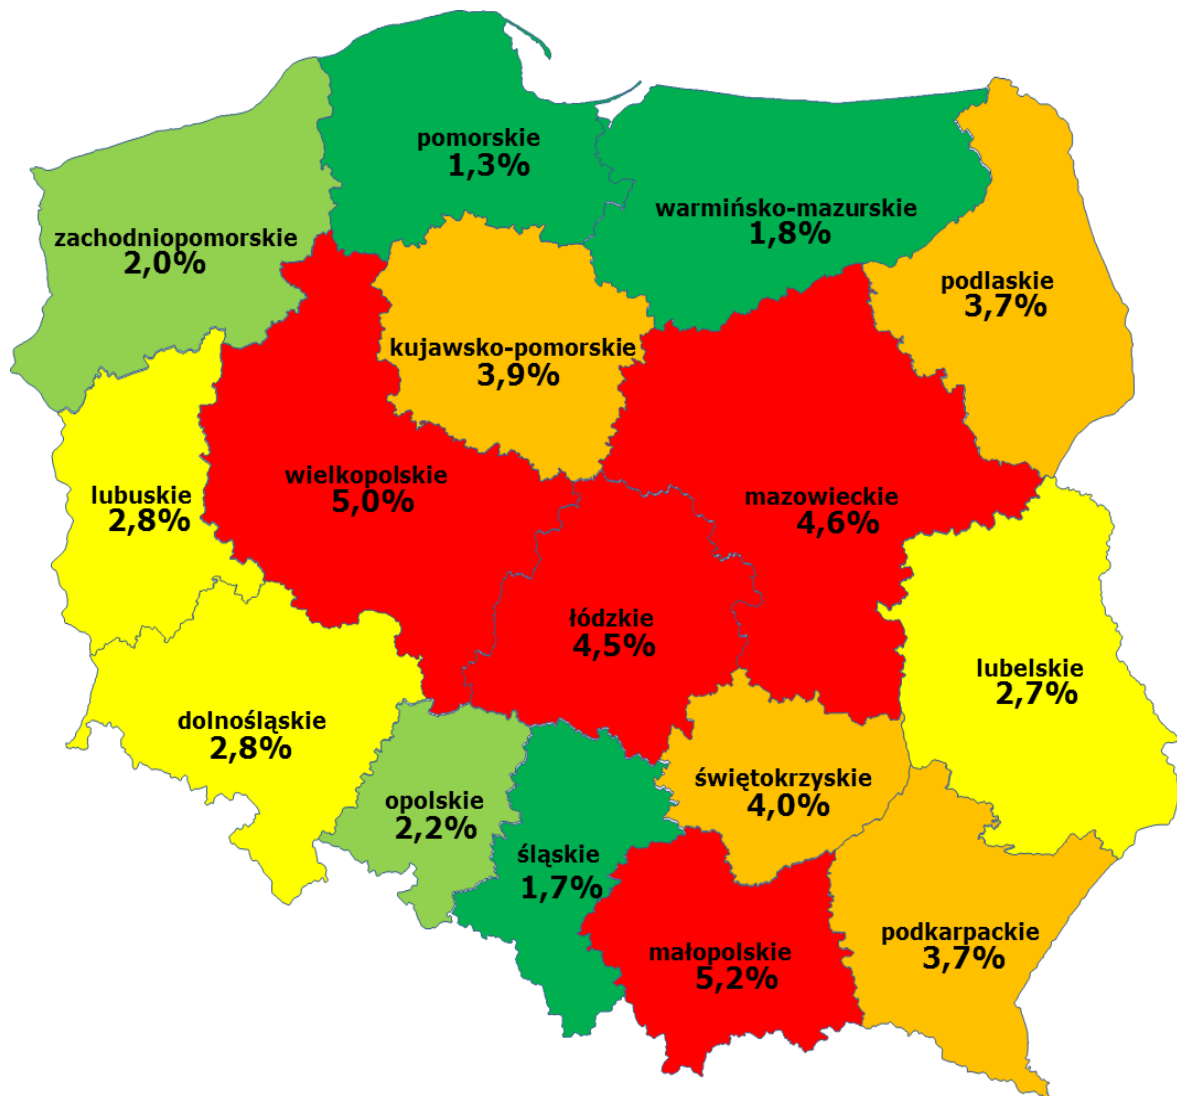 pomorskie
1,3%
warmińsko-mazurskie
1,8%
zachodniopomorskie
2,0%
podlaskie
3,7%
kujawsko-pomorskie
3,9%
wielkopolskie
5,0%
lubuskie
2,8%
mazowieckie
4,6%
łódzkie
4,5%
lubelskie
2,7%
dolnośląskie
2,8%
świętokrzyskie
4,0%
opolskie
2,2%
śląskie
1,7%
podkarpackie
3,7%
małopolskie
5,2%